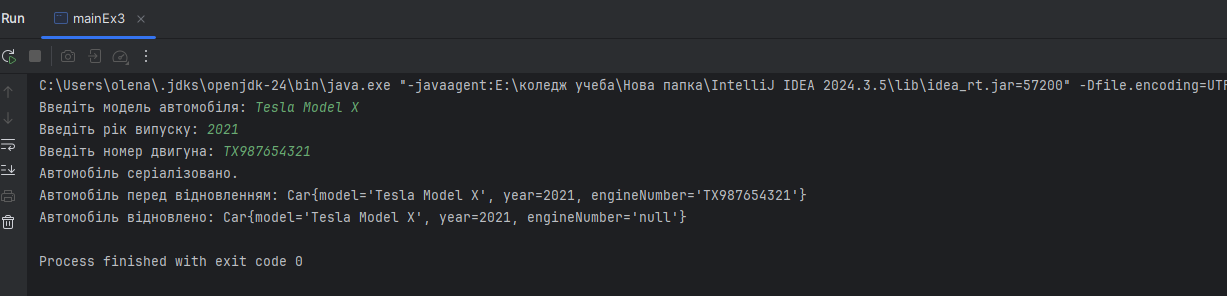 Run mainEx3
C:\Users\olena\.jdks\openjdk-24\bin\java.exe "-javaagent:E:\коледж учеба\Нова папка\IntelliJ IDEA 2024.3.5\lib\idea_rt.jar=57200" -Dfile.encoding=UTF
Введіть модель автомобіля: Tesla Model X
Введіть рік випуску: 2021
Введіть номер двигуна: TX987654321
Автомобіль серіалізовано.
Автомобіль перед відновленням: Car{model='Tesla Model X', year=2021, engineNumber='TX987654321'}
Автомобіль відновлено: Car{model='Tesla Model X', year=2021, engineNumber='null'}
Process finished with exit code 0